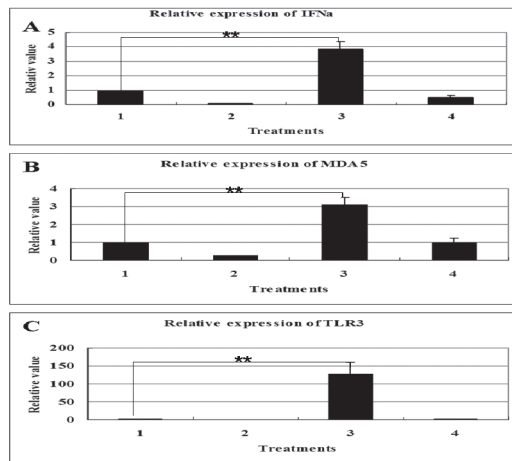 A
Relative expression of IFNa
Relativ value
5
4
3
2
1
0
**
1 2 3 4
Treatments
B
Relative expression of MDA5
Relative value
4
3
2
1
0
**
1 2 3 4
Treatments
C
Relative expression of TLR3
Relative value
200
150
100
50
0
**
1 2 3 4
Treatments